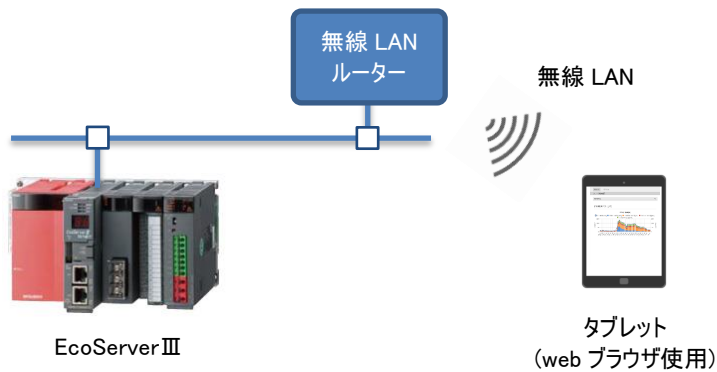 無線 LAN
ルーター
無線 LAN
EcoServerⅢ
タブレット
(web ブラウザ使用)